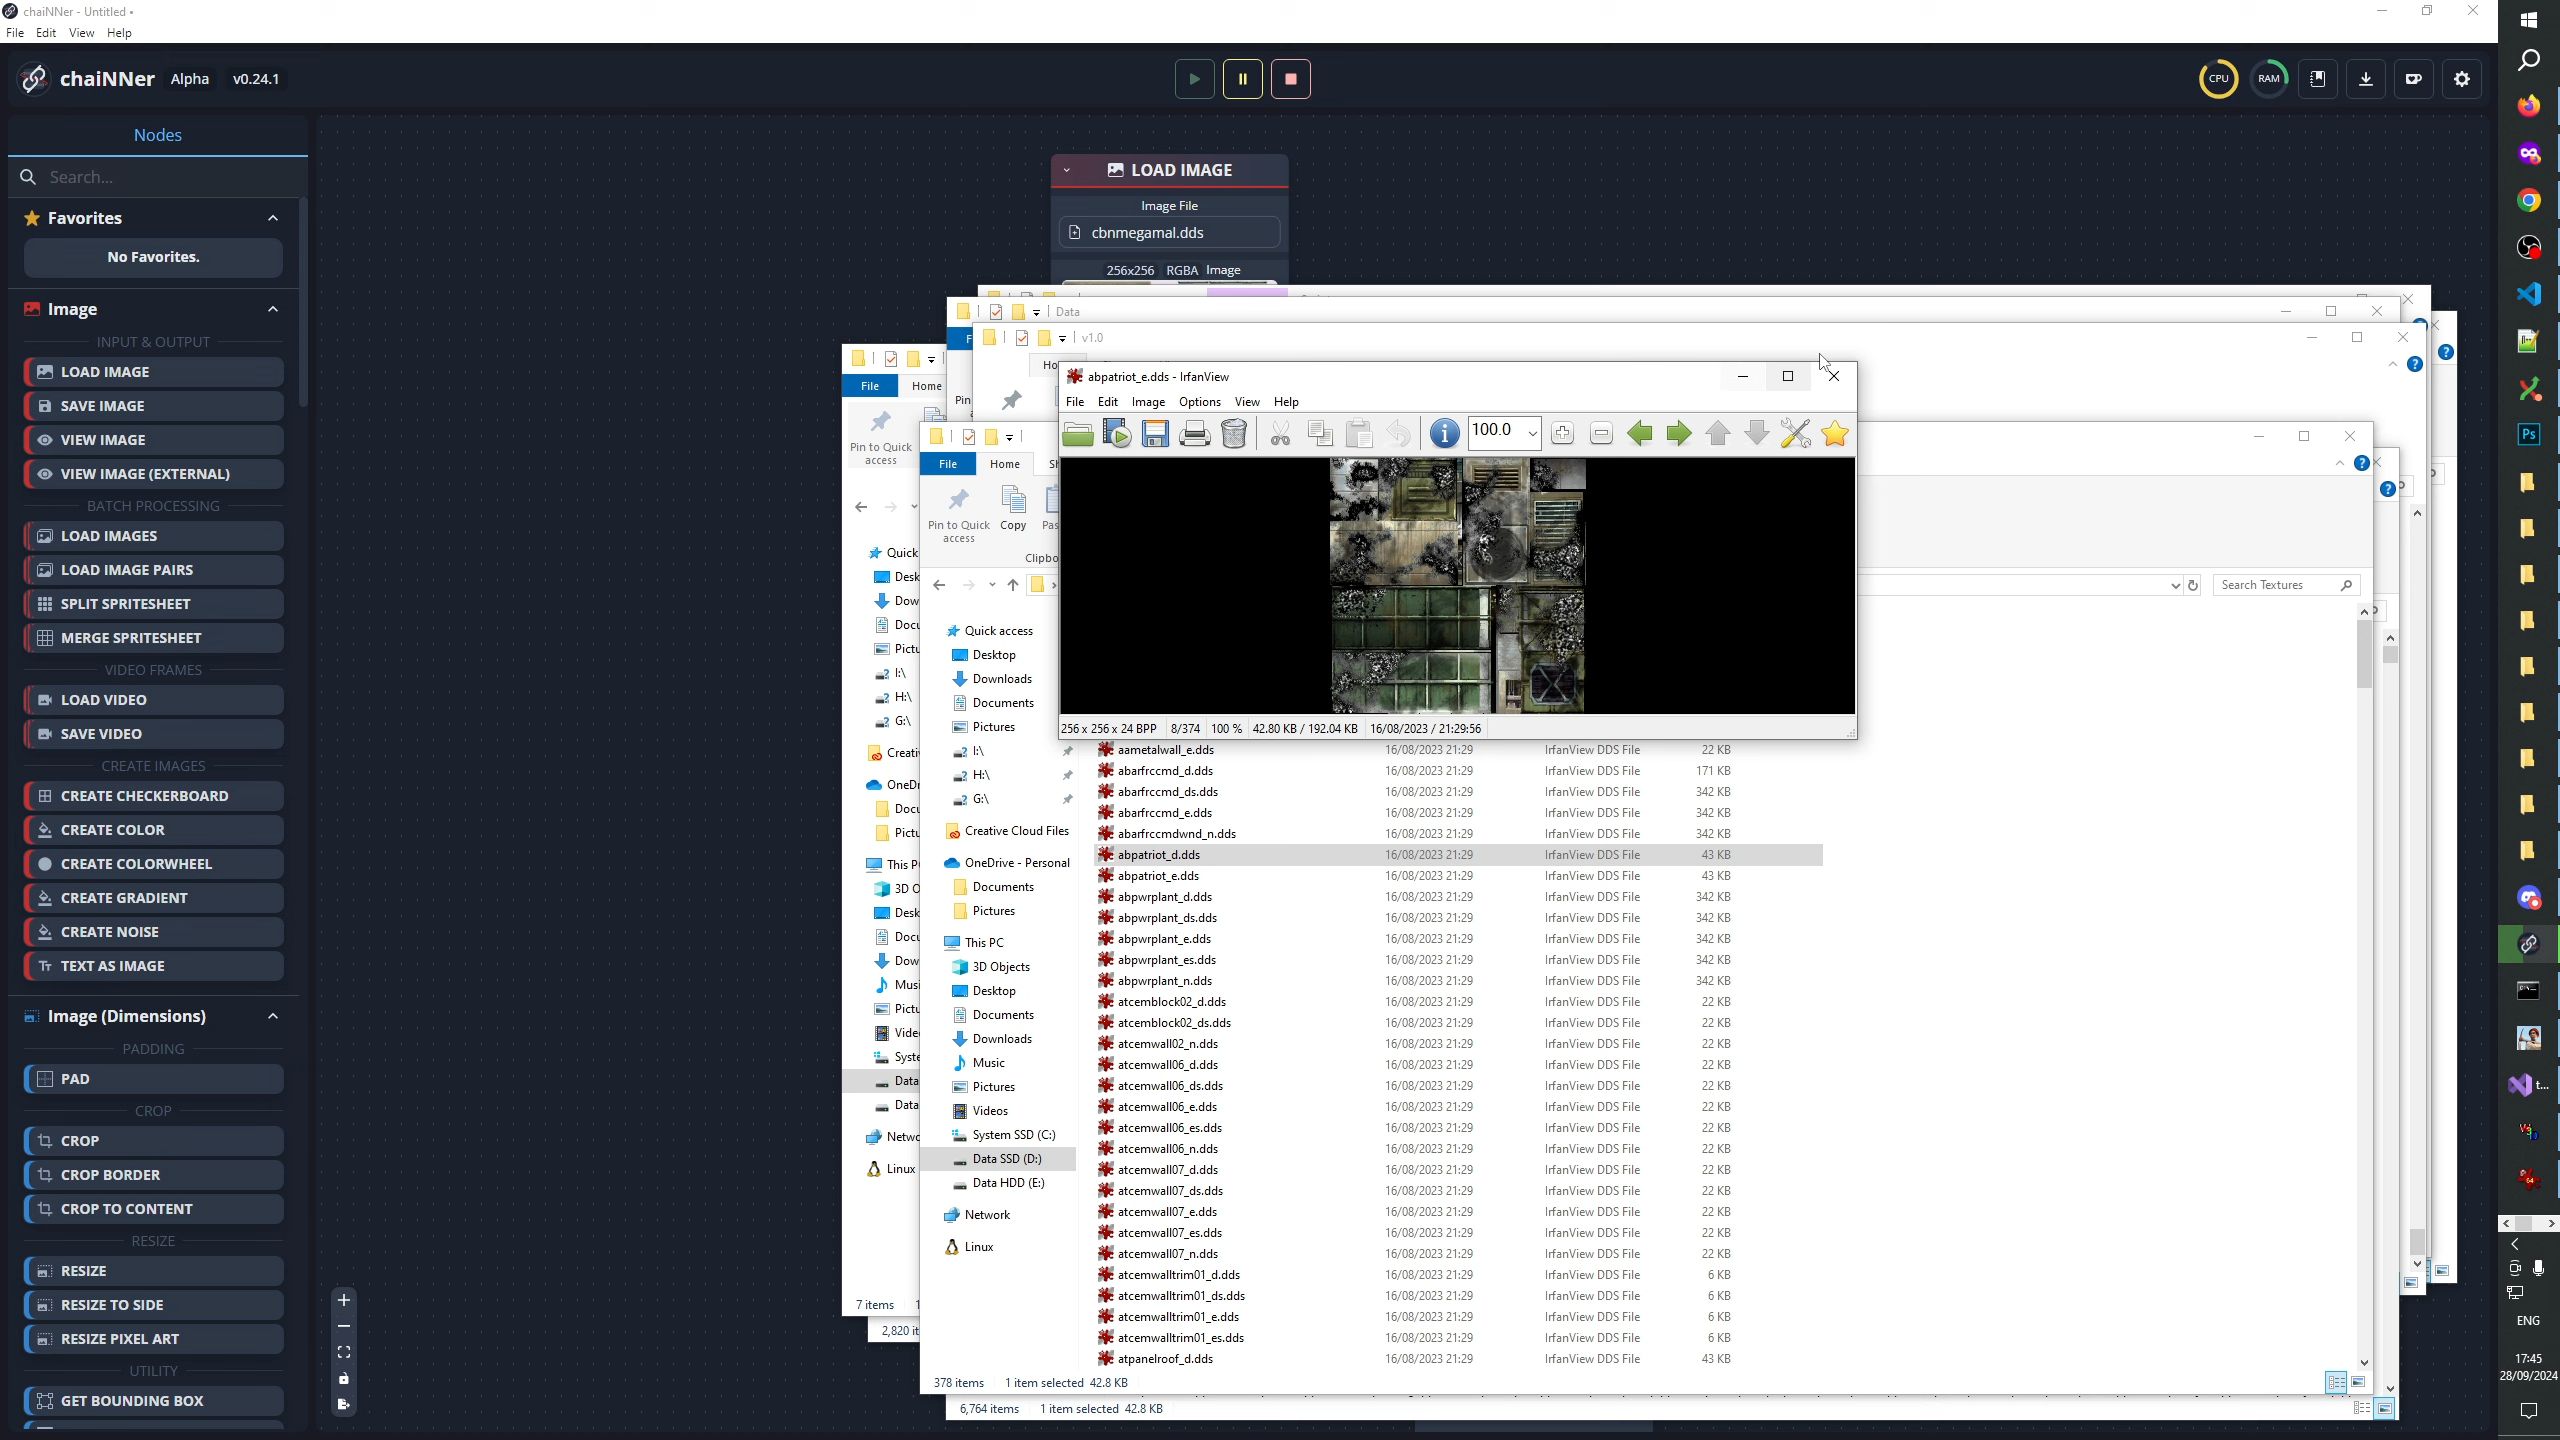 chaiNNer - Untitled •
File Edit View Help
chaiNNer Alpha v0.24.1
CPU RAM
Nodes
Search...
Favorites
No Favorites.
Image
INPUT & OUTPUT
LOAD IMAGE
SAVE IMAGE
VIEW IMAGE
VIEW IMAGE (EXTERNAL)
BATCH PROCESSING
LOAD IMAGES
LOAD IMAGE PAIRS
SPLIT SPRITESHEET
MERGE SPRITESHEET
VIDEO FRAMES
LOAD VIDEO
SAVE VIDEO
CREATE IMAGES
CREATE CHECKERBOARD
CREATE COLOR
CREATE COLORWHEEL
CREATE GRADIENT
CREATE NOISE
TEXT AS IMAGE
Image (Dimensions)
PADDING
PAD
CROP
CROP
CROP BORDER
CROP TO CONTENT
RESIZE
RESIZE
RESIZE TO SIDE
RESIZE PIXEL ART
UTILITY
GET BOUNDING BOX
LOAD IMAGE
Image File
cbnmegamal.dds
256x256 RGBA Image
Data
v1.0
File Home
Pin to Quick
access
Quick
I:\
H:\
G:\
Linux
7 items
2,820
abpatriot_e.dds - IrfanView
File Edit Image Options View Help
100.0
256 x 256 x 24 BPP 8/374 100 % 42.80 KB / 192.04 KB 16/08/2023 / 21:29:56
File Home
Pin to Quick
access
Copy
Search Textures
Quick access
Desktop
Downloads
Documents
Pictures
I:\
H:\
G:\
Creative Cloud Files
OneDrive - Personal
Documents
Pictures
This PC
3D Objects
Desktop
Documents
Downloads
Music
Pictures
Videos
System SSD (C:)
Data SSD (D:)
Data HDD (E:)
Network
Linux
aametalwall_e.dds 16/08/2023 21:29 IrfanView DDS File 22 KB
abarfrccmd_d.dds 16/08/2023 21:29 IrfanView DDS File 171 KB
abarfrccmd_ds.dds 16/08/2023 21:29 IrfanView DDS File 342 KB
abarfrccmd_e.dds 16/08/2023 21:29 IrfanView DDS File 342 KB
abarfrccmdwnd_n.dds 16/08/2023 21:29 IrfanView DDS File 342 KB
abpatriot_d.dds 16/08/2023 21:29 IrfanView DDS File 43 KB
abpatriot_e.dds 16/08/2023 21:29 IrfanView DDS File 43 KB
abpwrplant_d.dds 16/08/2023 21:29 IrfanView DDS File 342 KB
abpwrplant_ds.dds 16/08/2023 21:29 IrfanView DDS File 342 KB
abpwrplant_e.dds 16/08/2023 21:29 IrfanView DDS File 342 KB
abpwrplant_es.dds 16/08/2023 21:29 IrfanView DDS File 342 KB
abpwrplant_n.dds 16/08/2023 21:29 IrfanView DDS File 342 KB
atcemblock02_d.dds 16/08/2023 21:29 IrfanView DDS File 22 KB
atcemblock02_ds.dds 16/08/2023 21:29 IrfanView DDS File 22 KB
atcemwall02_n.dds 16/08/2023 21:29 IrfanView DDS File 22 KB
atcemwall06_d.dds 16/08/2023 21:29 IrfanView DDS File 22 KB
atcemwall06_ds.dds 16/08/2023 21:29 IrfanView DDS File 22 KB
atcemwall06_e.dds 16/08/2023 21:29 IrfanView DDS File 22 KB
atcemwall06_es.dds 16/08/2023 21:29 IrfanView DDS File 22 KB
atcemwall06_n.dds 16/08/2023 21:29 IrfanView DDS File 22 KB
atcemwall07_d.dds 16/08/2023 21:29 IrfanView DDS File 22 KB
atcemwall07_ds.dds 16/08/2023 21:29 IrfanView DDS File 22 KB
atcemwall07_e.dds 16/08/2023 21:29 IrfanView DDS File 22 KB
atcemwall07_es.dds 16/08/2023 21:29 IrfanView DDS File 22 KB
atcemwall07_n.dds 16/08/2023 21:29 IrfanView DDS File 22 KB
atcemwalltrim01_d.dds 16/08/2023 21:29 IrfanView DDS File 6 KB
atcemwalltrim01_ds.dds 16/08/2023 21:29 IrfanView DDS File 6 KB
atcemwalltrim01_e.dds 16/08/2023 21:29 IrfanView DDS File 6 KB
atcemwalltrim01_es.dds 16/08/2023 21:29 IrfanView DDS File 6 KB
atpanelroof_d.dds 16/08/2023 21:29 IrfanView DDS File 43 KB
378 items 1 item selected 42.8 KB
6,764 items 1 item selected 42.8 KB
Ps
t...
ENG
17:45
28/09/2024